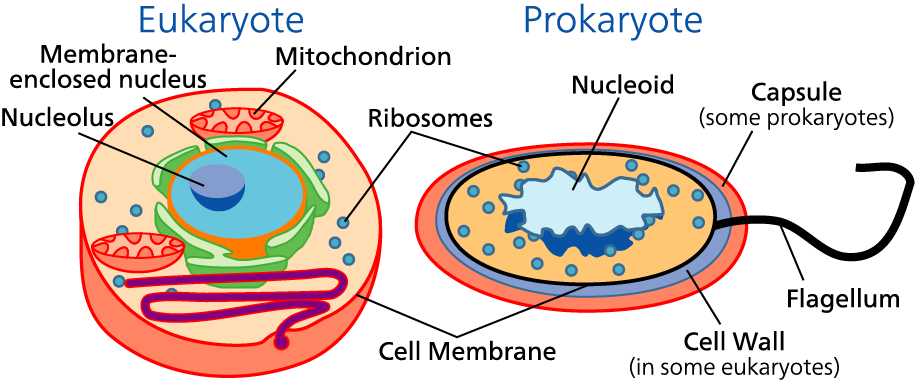 Eukaryote
Prokaryote
Membrane-
enclosed nucleus
Mitochondrion
Nucleolus
Ribosomes
Nucleoid
Capsule
(some prokaryotes)
Flagellum
Cell Membrane
Cell Wall
(in some eukaryotes)